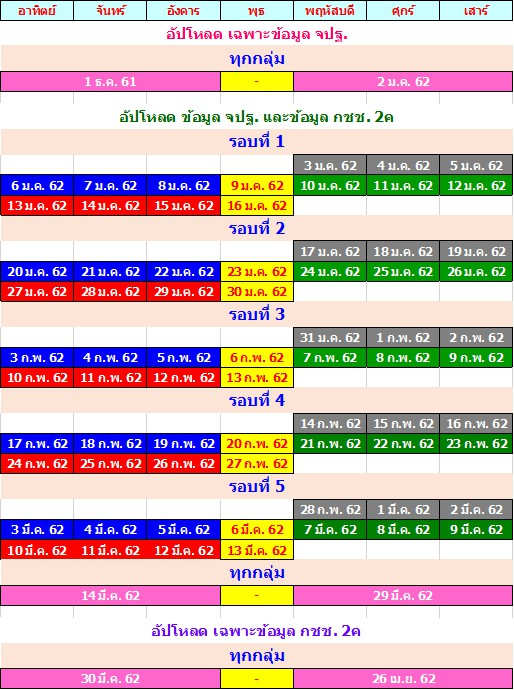 อาทิตย์ จันทร์ อังคาร พุธ พฤหัสบดี ศุกร์ เสาร์
อัปโหลด เฉพาะข้อมูล จปฐ.
ทุกกลุ่ม
1 ธ.ค. 61 - 2 ม.ค. 62
อัปโหลด ข้อมูล จปฐ. และข้อมูล กชช. 2ค
รอบที่ 1
3 ม.ค. 62 4 ม.ค. 62 5 ม.ค. 62
6 ม.ค. 62 7 ม.ค. 62 8 ม.ค. 62 9 ม.ค. 62 10 ม.ค. 62 11 ม.ค. 62 12 ม.ค. 62
13 ม.ค. 62 14 ม.ค. 62 15 ม.ค. 62 16 ม.ค. 62
รอบที่ 2
17 ม.ค. 62 18 ม.ค. 62 19 ม.ค. 62
20 ม.ค. 62 21 ม.ค. 62 22 ม.ค. 62 23 ม.ค. 62 24 ม.ค. 62 25 ม.ค. 62 26 ม.ค. 62
27 ม.ค. 62 28 ม.ค. 62 29 ม.ค. 62 30 ม.ค. 62
รอบที่ 3
31 ม.ค. 62 1 ก.พ. 62 2 ก.พ. 62
3 ก.พ. 62 4 ก.พ. 62 5 ก.พ. 62 6 ก.พ. 62 7 ก.พ. 62 8 ก.พ. 62 9 ก.พ. 62
10 ก.พ. 62 11 ก.พ. 62 12 ก.พ. 62 13 ก.พ. 62
รอบที่ 4
14 ก.พ. 62 15 ก.พ. 62 16 ก.พ. 62
17 ก.พ. 62 18 ก.พ. 62 19 ก.พ. 62 20 ก.พ. 62 21 ก.พ. 62 22 ก.พ. 62 23 ก.พ. 62
24 ก.พ. 62 25 ก.พ. 62 26 ก.พ. 62 27 ก.พ. 62
รอบที่ 5
28 ก.พ. 62 1 มี.ค. 62 2 มี.ค. 62
3 มี.ค. 62 4 มี.ค. 62 5 มี.ค. 62 6 มี.ค. 62 7 มี.ค. 62 8 มี.ค. 62 9 มี.ค. 62
10 มี.ค. 62 11 มี.ค. 62 12 มี.ค. 62 13 มี.ค. 62
ทุกกลุ่ม
14 มี.ค. 62 - 29 มี.ค. 62
อัปโหลด เฉพาะข้อมูล กชช. 2ค
ทุกกลุ่ม
30 มี.ค. 62 - 26 เม.ย. 62